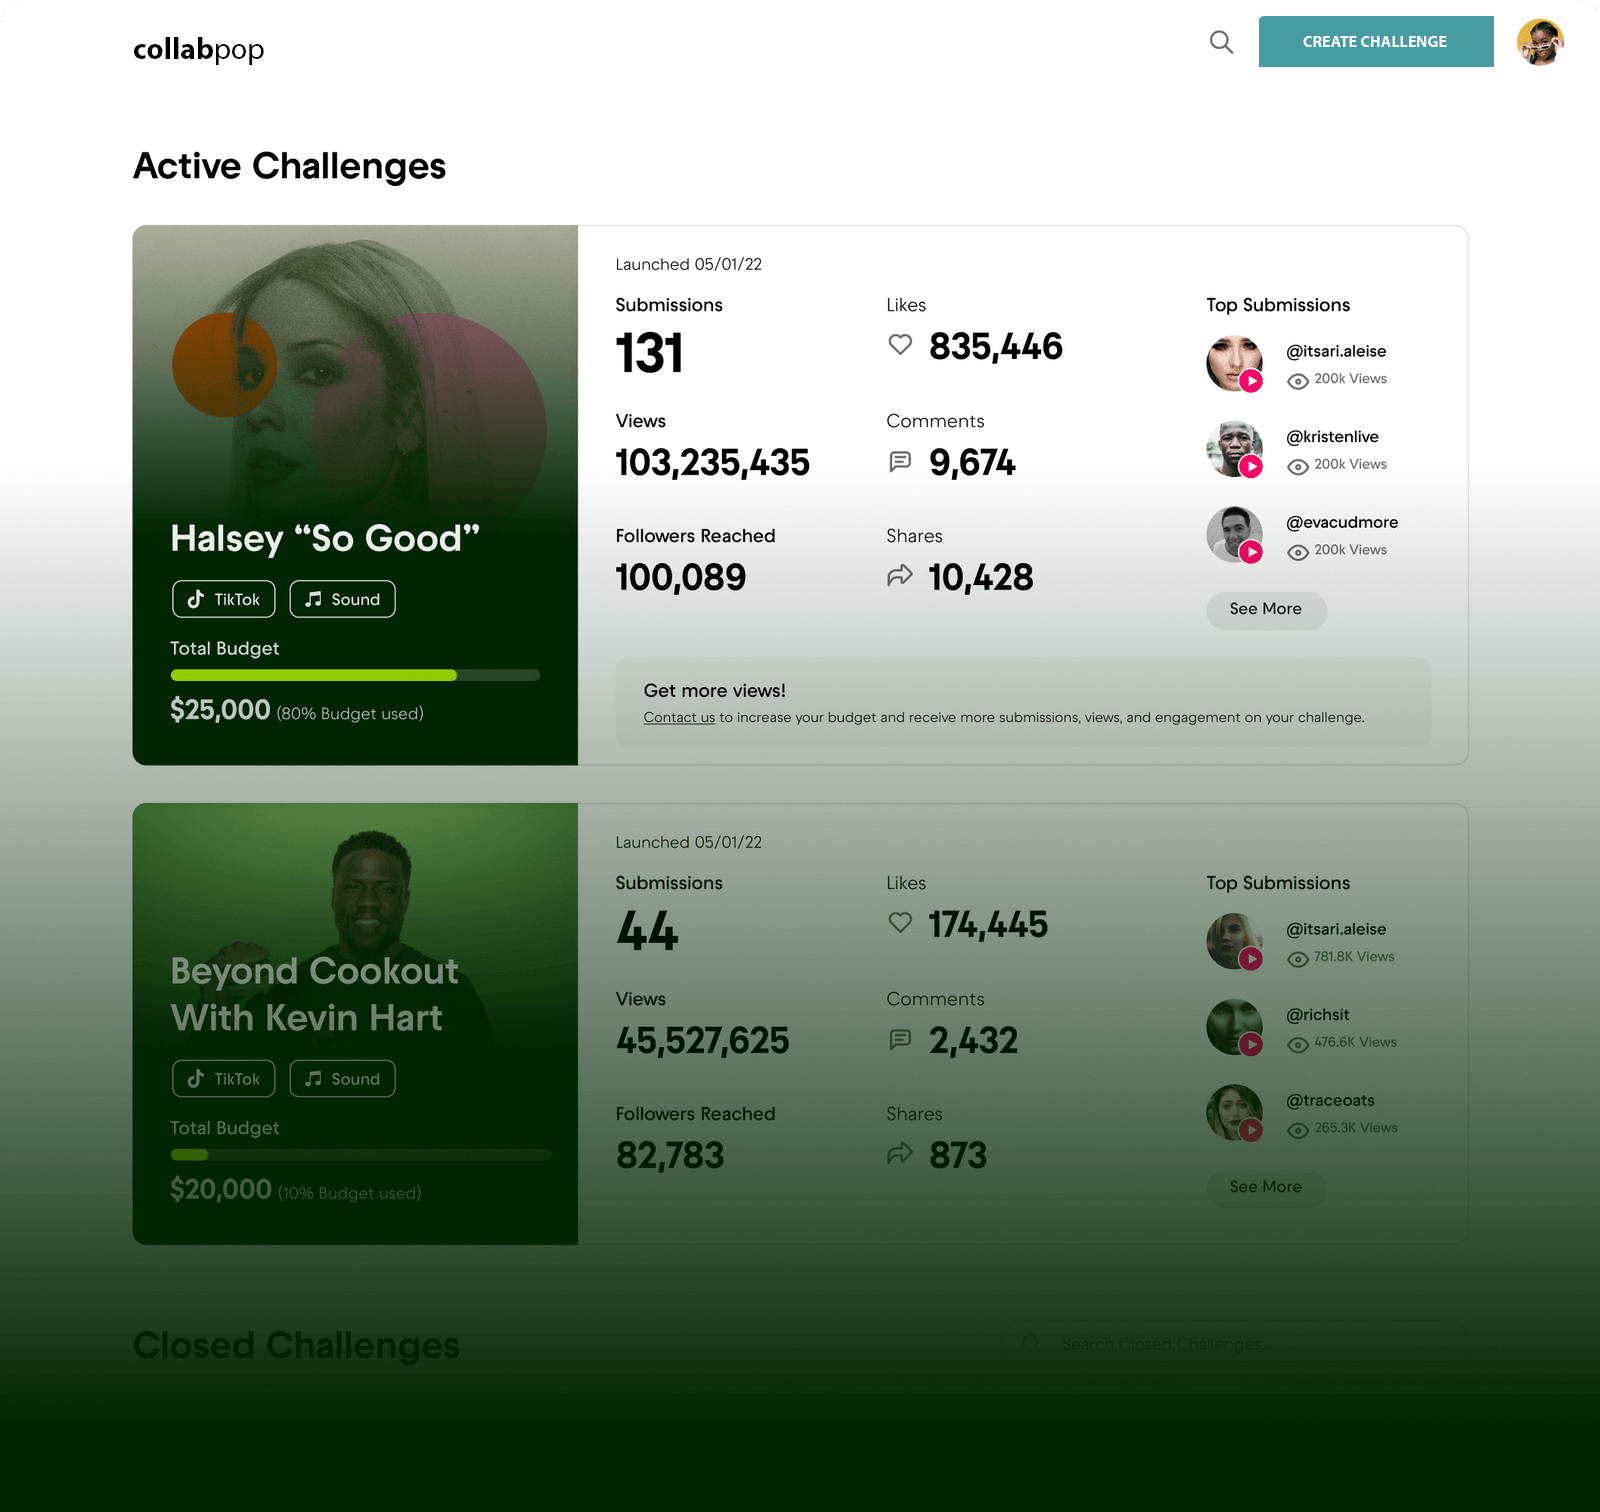 collabpop
CREATE CHALLENGE
Active Challenges
Halsey “So Good”
TikTok
Sound
Total Budget
$25,000 (80% Budget used)
Launched 05/01/22
Submissions
131
Likes
835,446
Views
103,235,435
Comments
9,674
Followers Reached
100,089
Shares
10,428
Top Submissions
@itsari.aleise
200k Views
@kristenlive
200k Views
@evacudmore
200k Views
See More
Get more views!
Contact us to increase your budget and receive more submissions, views, and engagement on your challenge.
Beyond Cookout
With Kevin Hart
TikTok
Sound
Total Budget
$20,000 (10% Budget used)
Launched 05/01/22
Submissions
44
Likes
174,445
Views
45,527,625
Comments
2,432
Followers Reached
82,783
Shares
873
Top Submissions
@itsari.aleise
781.8K Views
@richsit
476.6K Views
@traceoats
265.3K Views
See More
Closed Challenges
Search Closed Challenges...